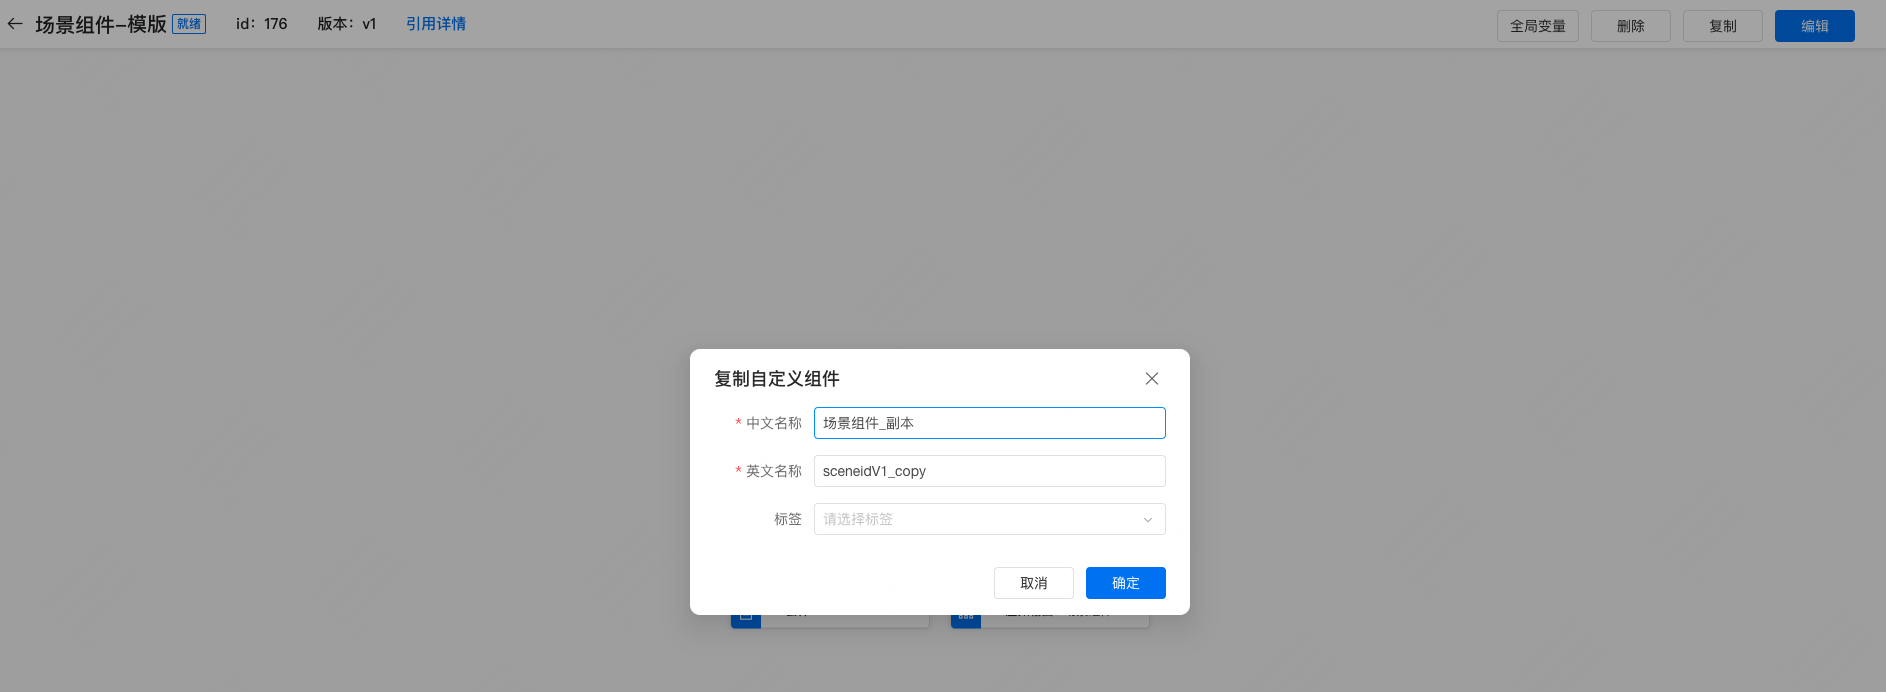 场景组件-模版 就绪 id：176 版本：v1 引用详情 全局变量 删除 复制 编辑
复制自定义组件
* 中文名称 场景组件_副本
* 英文名称 sceneidV1_copy
标签 请选择标签
取消 确定